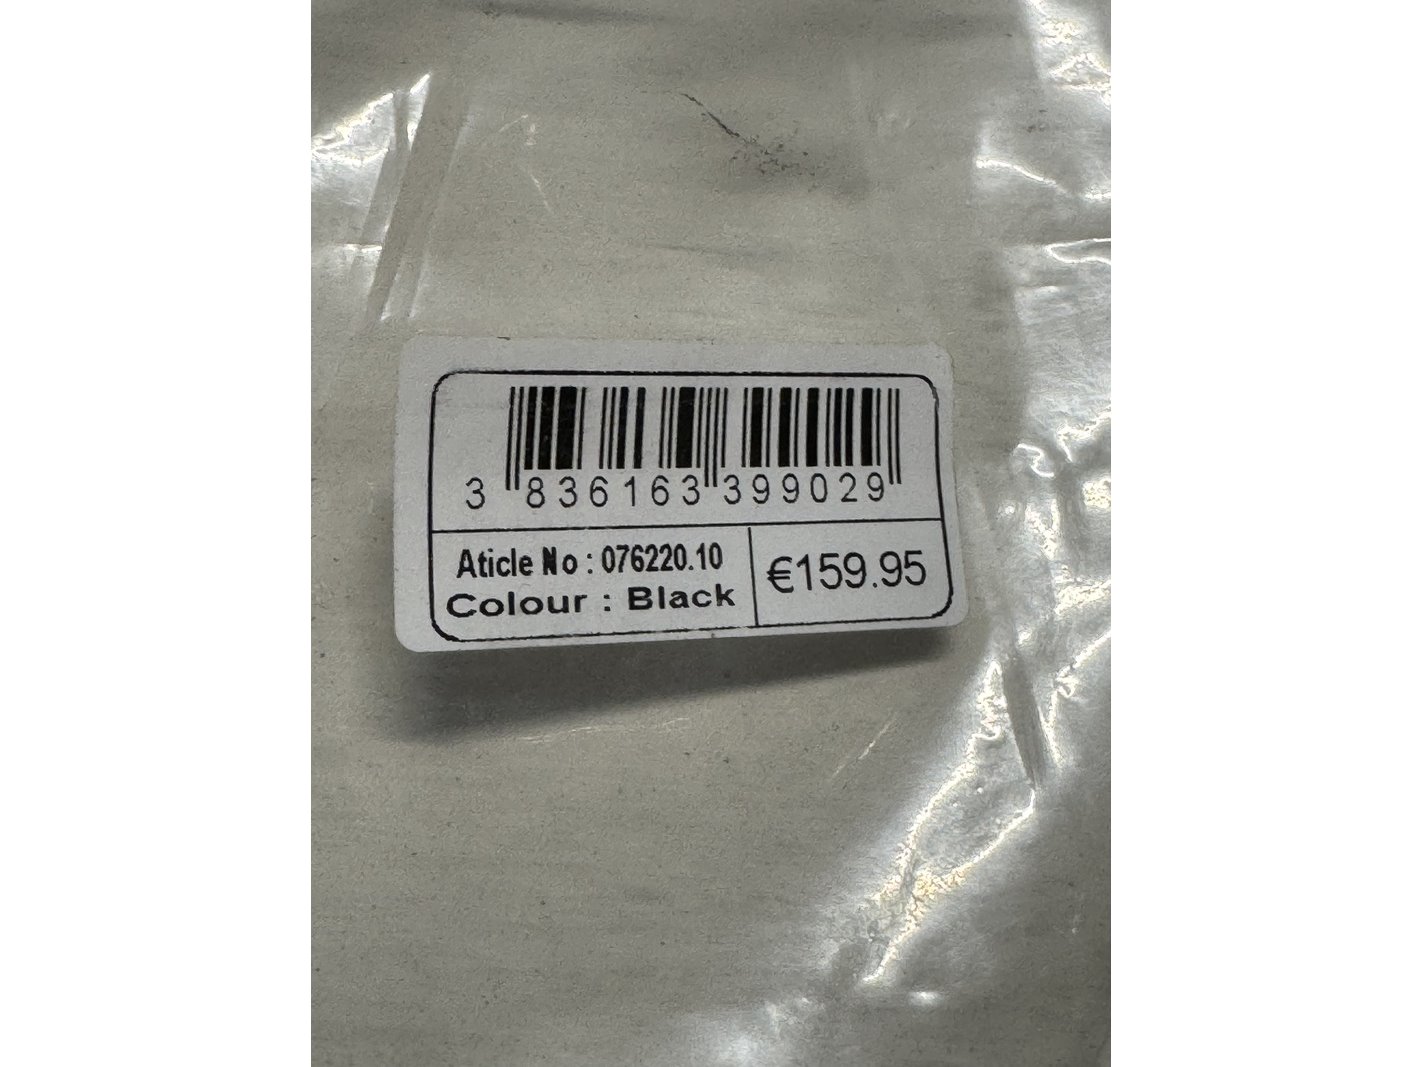 3 836163 399029
Aticle No : 076220.10
Colour : Black
€159.95